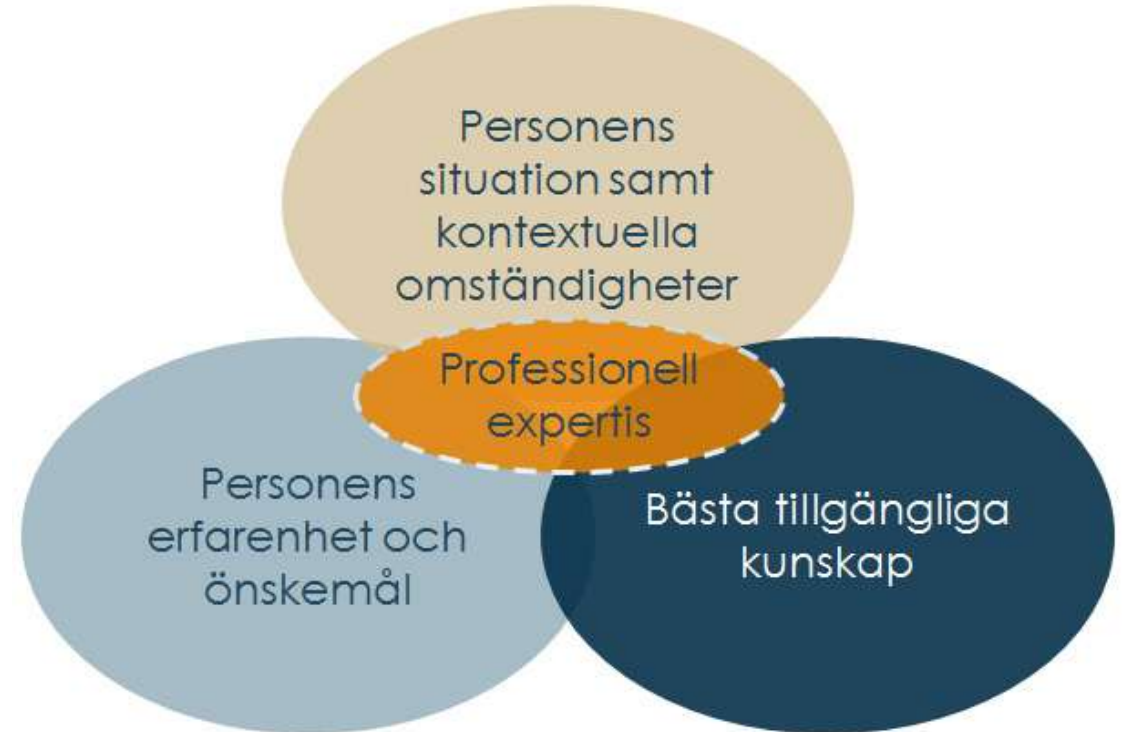 Personens
situation samt
kontextuella
omständigheter
Professionell
expertis
Personens
erfarenhet och
önskemål
Bästa tillgängliga
kunskap